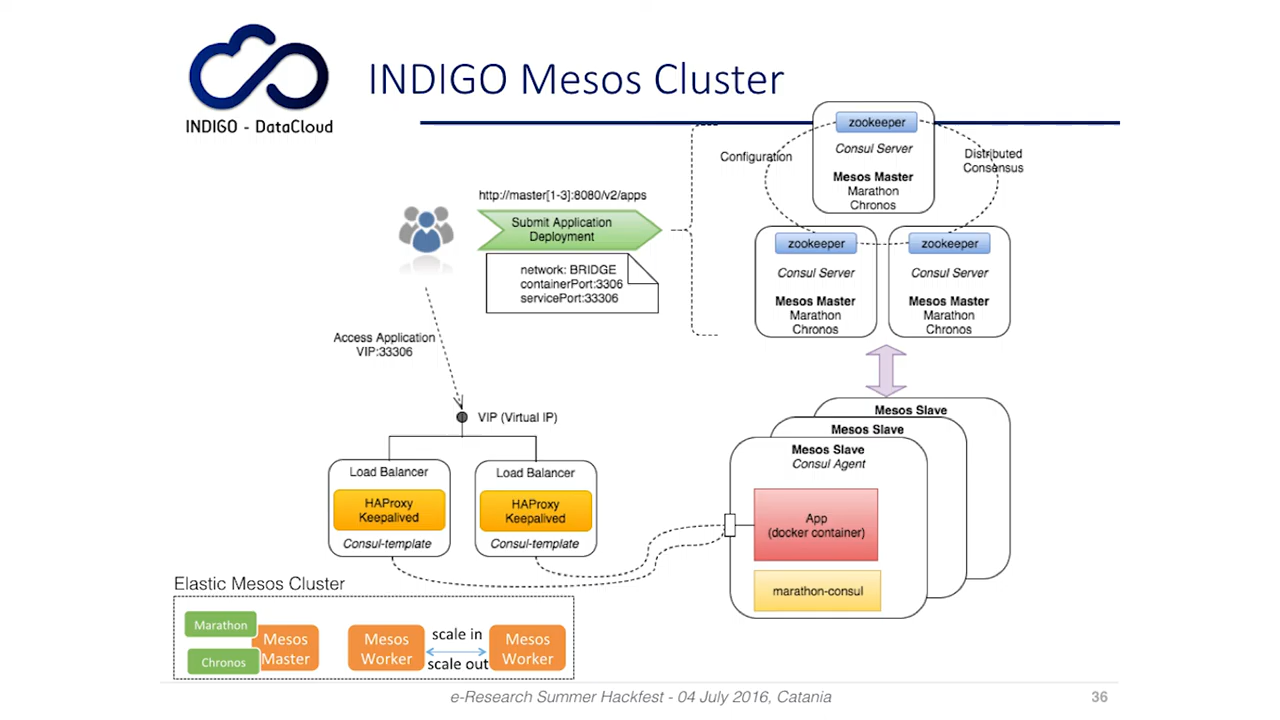 INDIGO - DataCloud
INDIGO Mesos Cluster
zookeeper
Consul Server
Mesos Master
Marathon
Chronos
Configuration
Distributed
Consensus
http://master[1-3]:8080/v2/apps
Submit Application
Deployment
network: BRIDGE
containerPort:3306
servicePort:33306
zookeeper
Consul Server
Mesos Master
Marathon
Chronos
zookeeper
Consul Server
Mesos Master
Marathon
Chronos
Access Application
VIP:33306
VIP (Virtual IP)
Load Balancer
HAProxy
Keepalived
Consul-template
Load Balancer
HAProxy
Keepalived
Consul-template
Mesos Slave
Mesos Slave
Mesos Slave
Consul Agent
App
(docker container)
marathon-consul
Elastic Mesos Cluster
Marathon
Chronos
Mesos
Master
Mesos
Worker
scale in
scale out
Mesos
Worker
e-Research Summer Hackfest - 04 July 2016, Catania
36